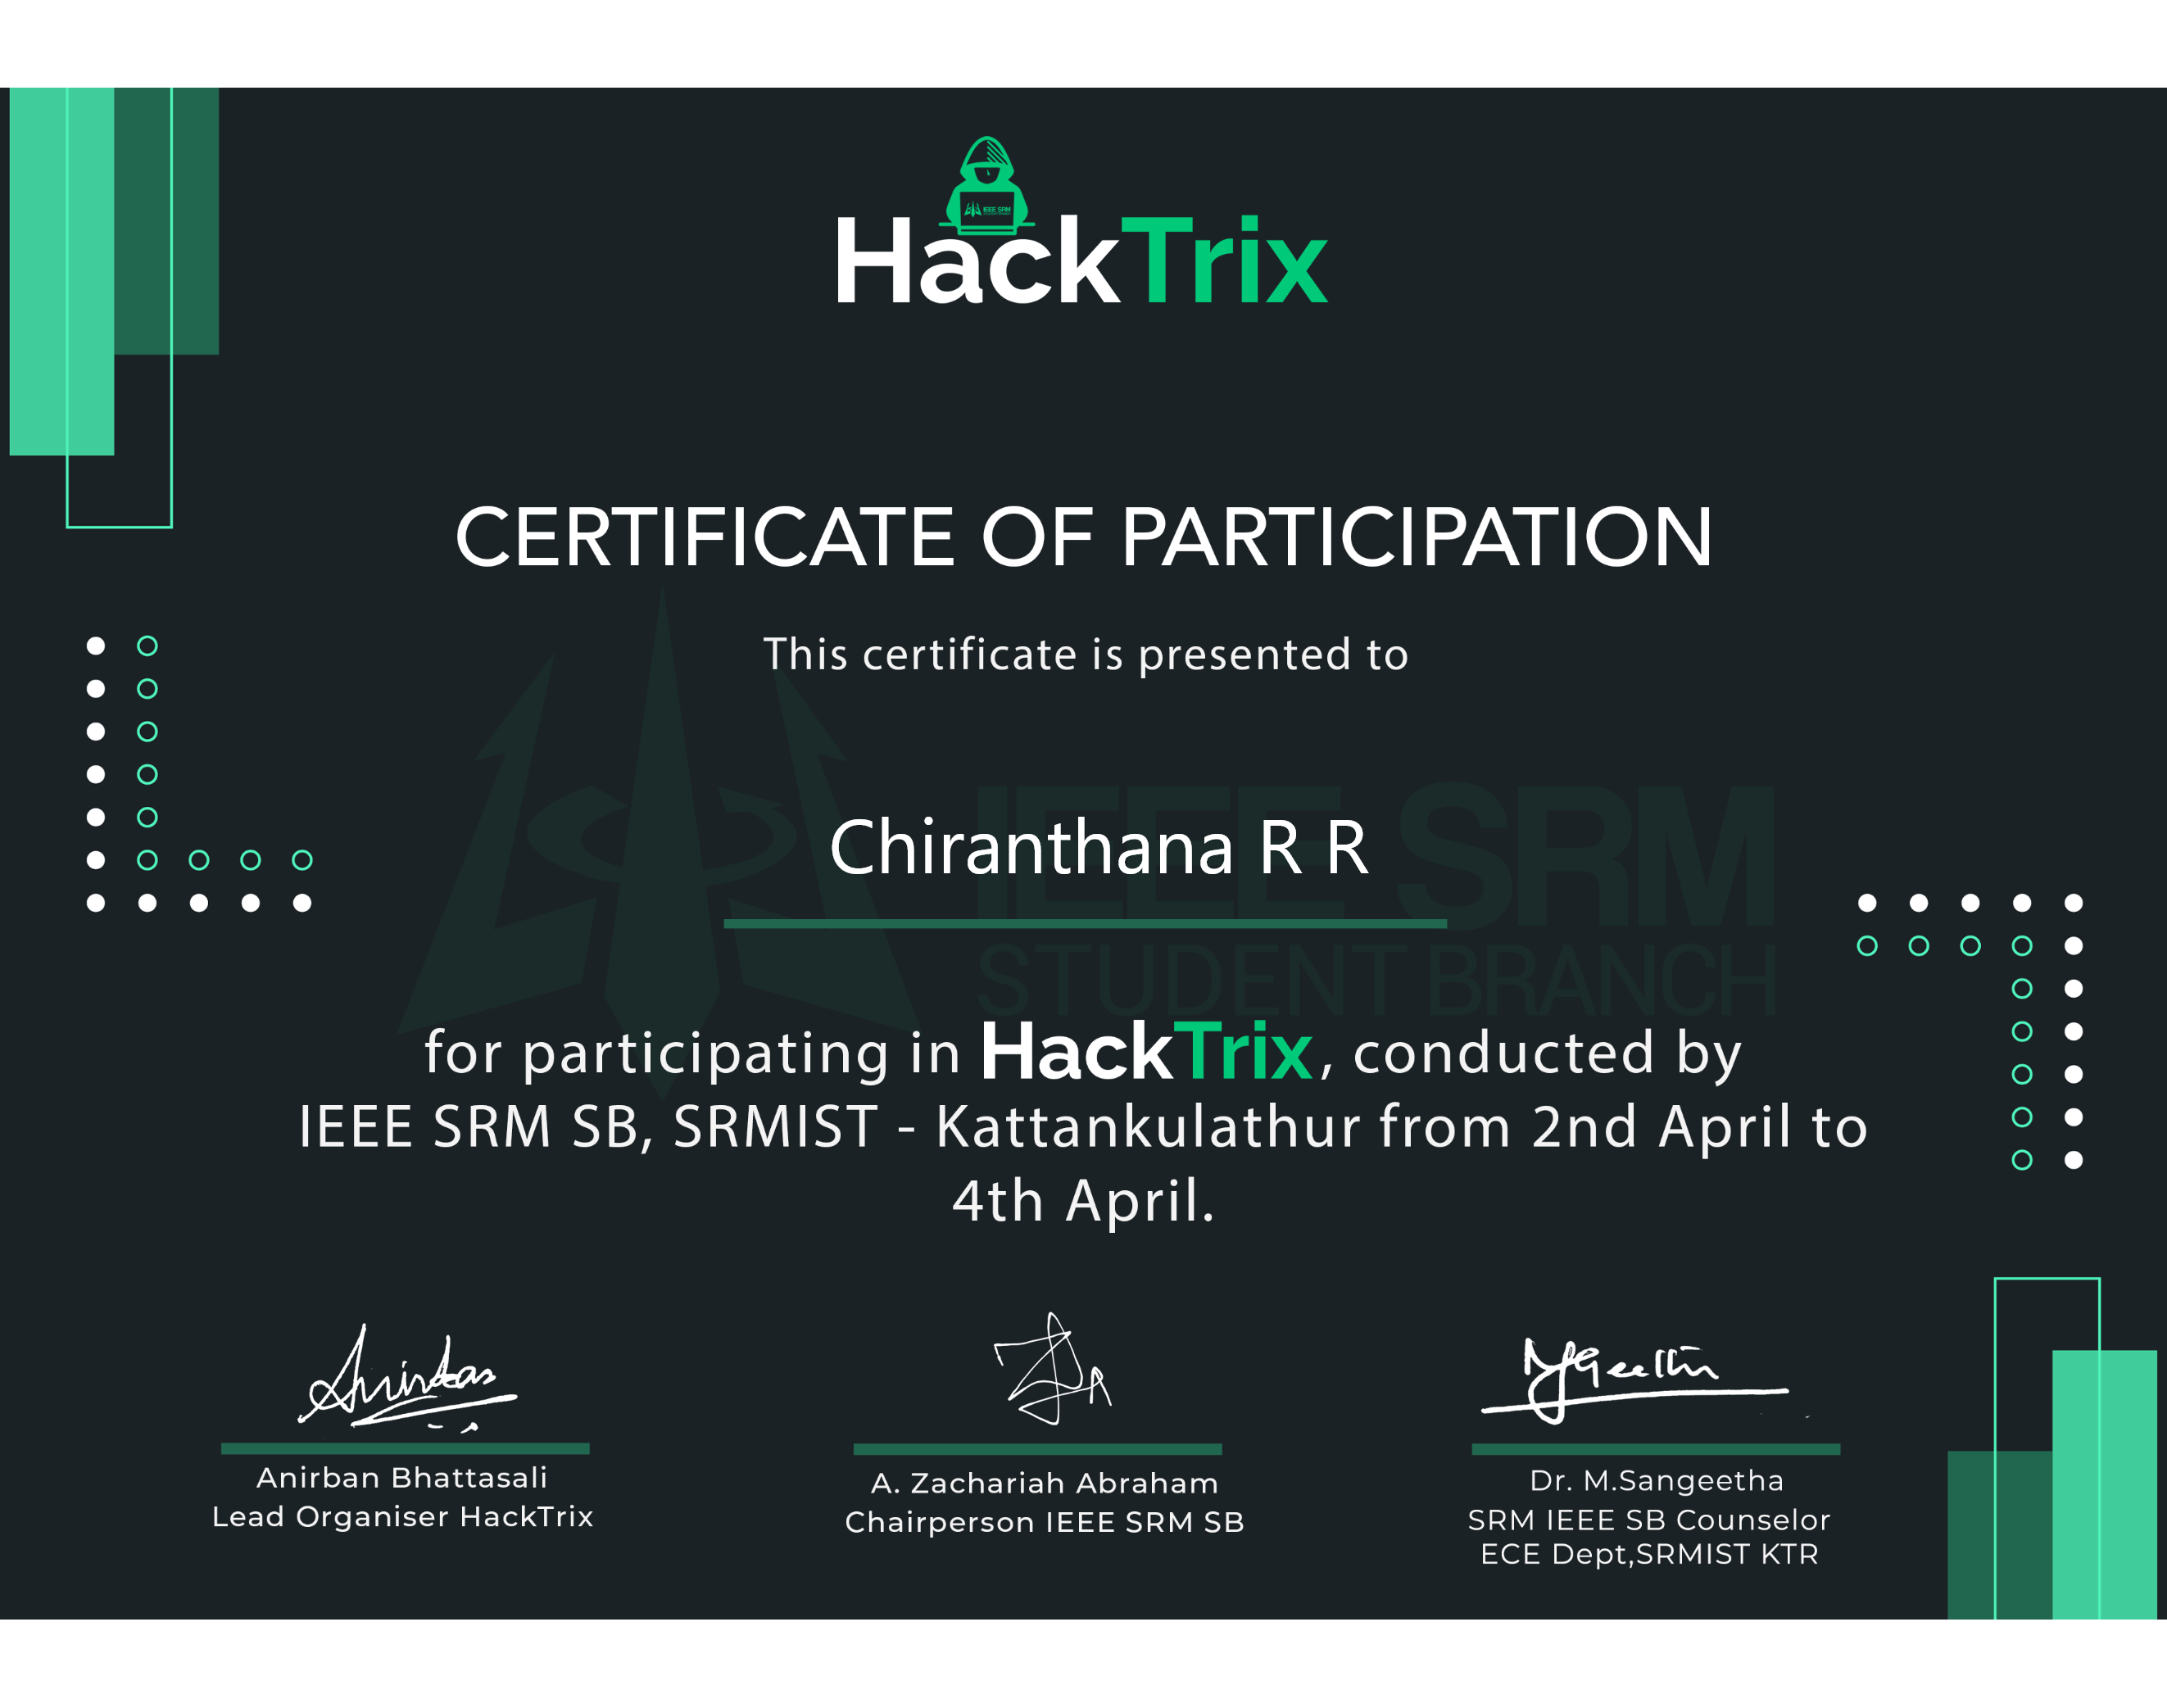 IEEE SRM
HackTrix
CERTIFICATE OF PARTICIPATION
This certificate is presented to
Chiranthana R R
IEEE SRM
STUDENT BRANCH
for participating in HackTrix, conducted by
IEEE SRM SB, SRMIST - Kattankulathur from 2nd April to
4th April.
Anirban Bhattasali
Lead Organiser HackTrix
A. Zachariah Abraham
Chairperson IEEE SRM SB
Dr. M.Sangeetha
SRM IEEE SB Counselor
ECE Dept,SRMIST KTR